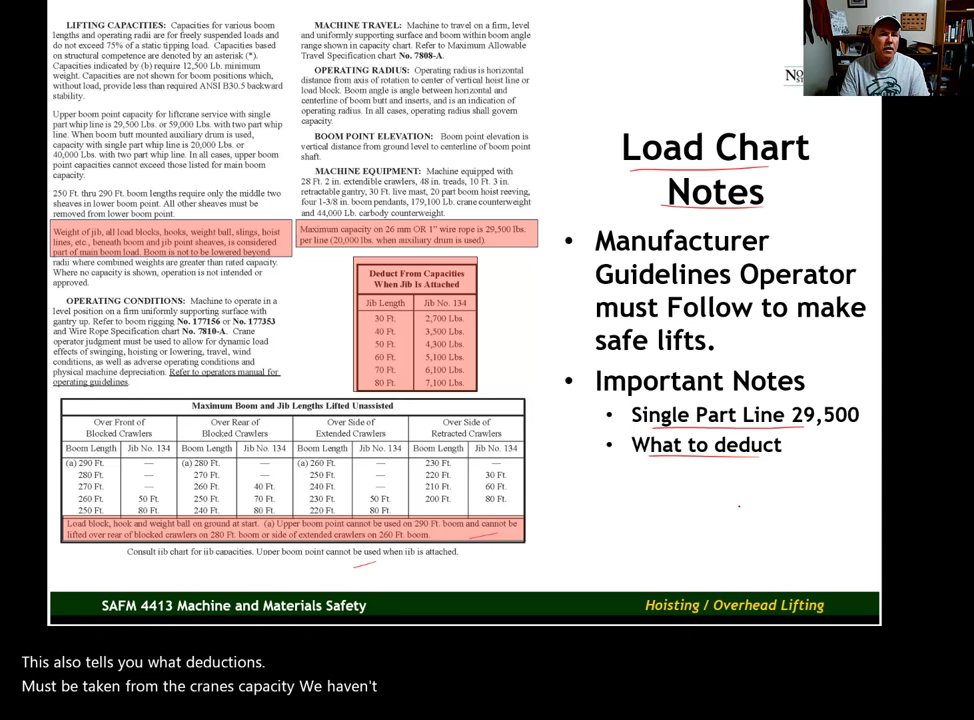 LIFTING CAPACITIES: Capacities for various boom
lengths and operating radii are for freely suspended loads and
do not exceed 75% of a static tipping load. Capacities based
on structural competence are denoted by an asterisk (*).
Capacities indicated by (b) require 12,500 Lb. minimum
weight. Capacities are not shown for boom positions which,
without load, provide less than required ANSI B30.5 backward
stability.
Upper boom point capacity for liftcrane service with single
part whip line is 29,500 Lbs. or 59,000 Lbs. with two part whip
line. When boom butt mounted auxiliary drum is used,
capacity with single part whip line is 20,000 Lbs. or
40,000 Lbs. with two part whip line. In all cases, upper boom
point capacities cannot exceed those listed for main boom
capacity.
250 Ft. thru 290 Ft. boom lengths require only the middle two
sheaves in lower boom point. All other sheaves must be
removed from lower boom point.
Weight of jib, all load blocks, hooks, weight ball, slings, hoist
lines, etc., beneath boom and jib point sheaves, is considered
part of main boom load. Boom is not to be lowered beyond
radii where combined weights are greater than rated capacity.
Where no capacity is shown, operation is not intended or
approved.
OPERATING CONDITIONS: Machine to operate in a
level position on a firm uniformly supporting surface with
gantry up. Refer to boom rigging No. 177156 or No. 177353
and Wire Rope Specification chart No. 7810-A. Crane
operator judgment must be used to allow for dynamic load
effects of swinging, hoisting or lowering, travel, wind
conditions, as well as adverse operating conditions and
physical machine depreciation. Refer to operators manual for
operating guidelines.
MACHINE TRAVEL: Machine to travel on a firm, level
and uniformly supporting surface and within boom angle
range shown in capacity chart. Refer to Maximum Allowable
Travel Specification chart No. 7808-A.
OPERATING RADIUS: Operating radius is horizontal
distance from axis of rotation to center of vertical hoist line or
load block. Boom angle is angle between horizontal and
centerline of boom butt and inserts, and is an indication of
operating radius. In all cases, operating radius shall govern
capacity.
BOOM POINT ELEVATION: Boom point elevation is
vertical distance from ground level to centerline of boom point
shaft.
MACHINE EQUIPMENT: Machine equipped with
28 Ft. 2 in. extendible crawlers, 48 in. treads, 10 Ft. 3 in.
retractable gantry, 30 Ft. live mast, 20 part boom hoist reeving,
four 1-3/8 in. boom pendants, 179,100 Lb. crane counterweight
and 44,000 Lb. carbody counterweight.
Maximum capacity on 26 mm OR 1" wire rope is 29,500 lbs.
per line (20,000 lbs. when auxiliary drum is used).
Deduct From Capacities
When Jib Is Attached
Jib Length Jib No. 134
30 Ft. 2,700 Lbs.
40 Ft. 3,500 Lbs.
50 Ft. 4,300 Lbs.
60 Ft. 5,100 Lbs.
70 Ft. 6,100 Lbs.
80 Ft. 7,100 Lbs.
Maximum Boom and Jib Lengths Lifted Unassisted
Over Front of Over Rear of Over Side of Over Side of
Blocked Crawlers Blocked Crawlers Extended Crawlers Retracted Crawlers
Boom Length Jib No. 134 Boom Length Jib No. 134 Boom Length Jib No. 134 Boom Length Jib No. 134
(a) 290 Ft. — (a) 280 Ft. — (a) 260 Ft. — 230 Ft. —
280 Ft. — 270 Ft. — 250 Ft. — 220 Ft. 30 Ft.
270 Ft. — 260 Ft. 40 Ft. 240 Ft. — 210 Ft. 60 Ft.
260 Ft. 50 Ft. 250 Ft. 70 Ft. 230 Ft. 50 Ft. 200 Ft. 80 Ft.
250 Ft. 80 Ft. 240 Ft. 80 Ft. 220 Ft. 80 Ft.
Load block, hook and weight ball on ground at start. (a) Upper boom point cannot be used on 290 Ft. boom and cannot be
lifted over rear of blocked crawlers on 280 Ft. boom or side of extended crawlers on 260 Ft. boom.
Consult jib chart for jib capacities. Upper boom point cannot be used when jib is attached.
Load Chart
Notes
• Manufacturer
Guidelines Operator
must Follow to make
safe lifts.
• Important Notes
• Single Part Line 29,500
• What to deduct
SAFM 4413 Machine and Materials Safety
Hoisting / Overhead Lifting
This also tells you what deductions.
Must be taken from the cranes capacity We haven't